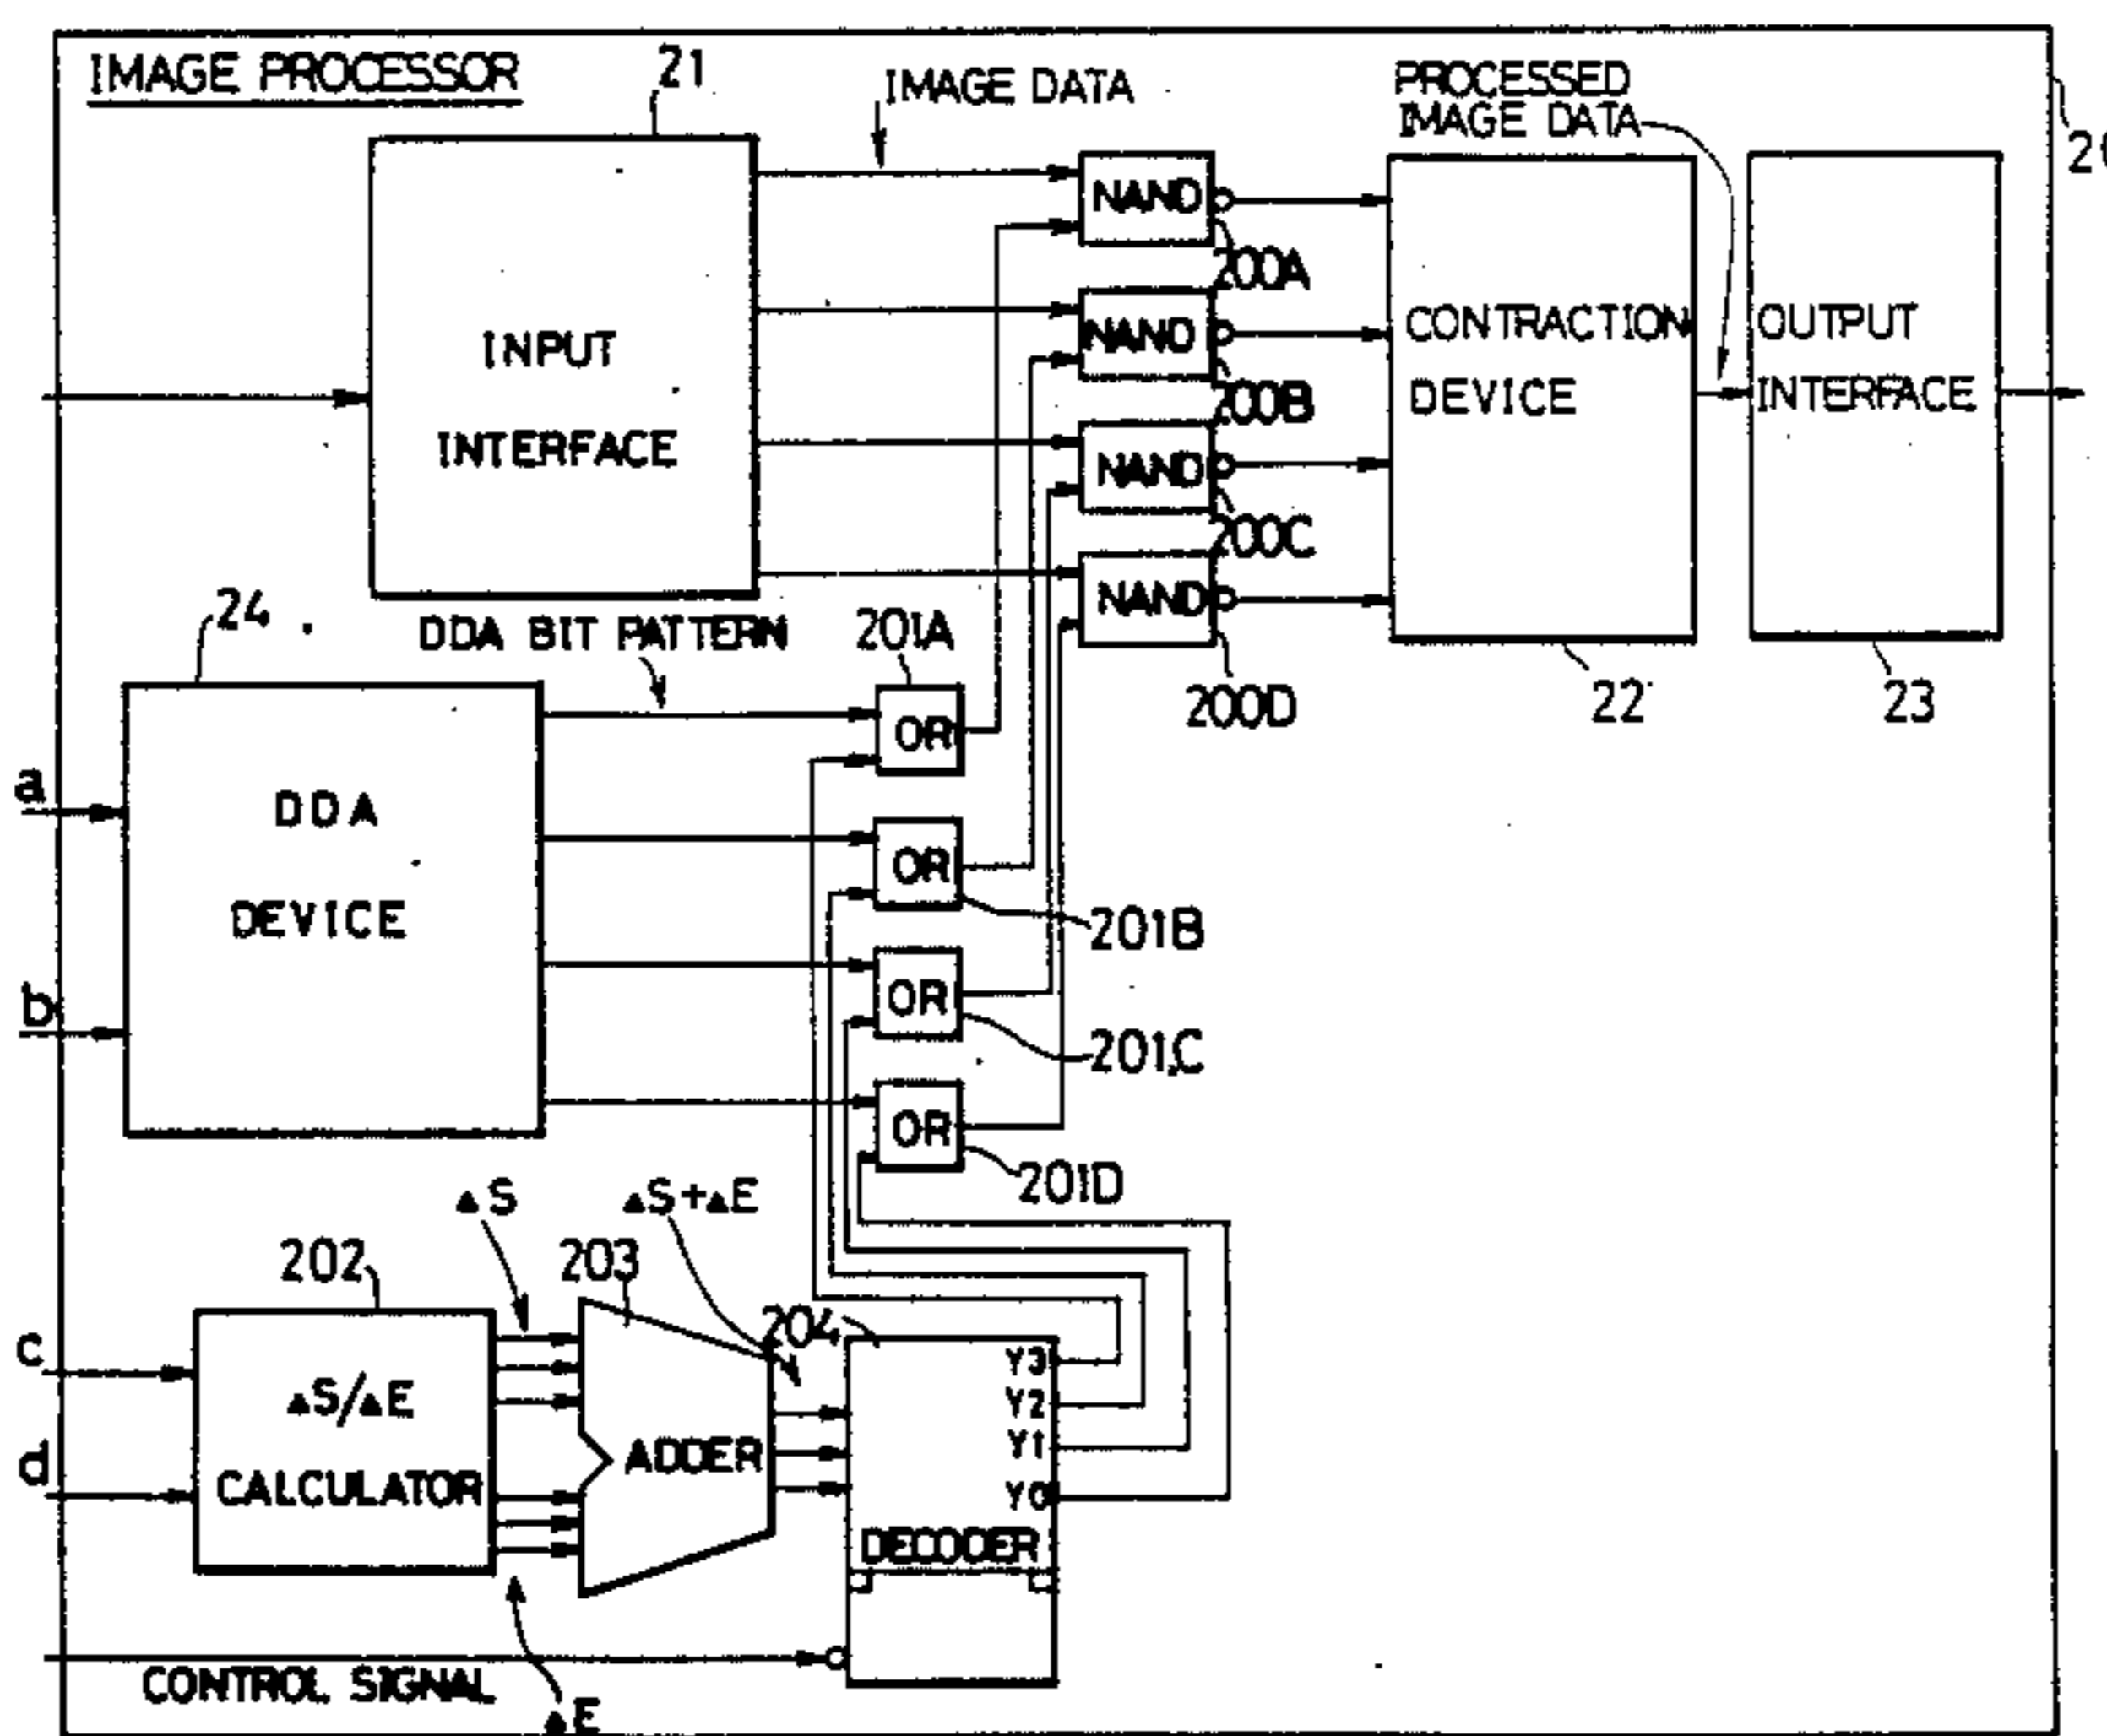 IMAGE PROCESSOR
21
IMAGE DATA
PROCESSED
IMAGE DATA
INPUT
INTERFACE
NAND
200A
NAND
200B
NAND
200C
NAND
200D
CONTRACTION
DEVICE
22
OUTPUT
INTERFACE
23
24
DDA BIT PATTERN
201A
a
b
DDA
DEVICE
OR
OR
201B
OR
201C
OR
201D
▲S
▲S+▲E
202
203
204
c
d
▲S/▲E
CALCULATOR
ADDER
Y3
Y2
Y1
Y0
DECODER
CONTROL SIGNAL
▲E